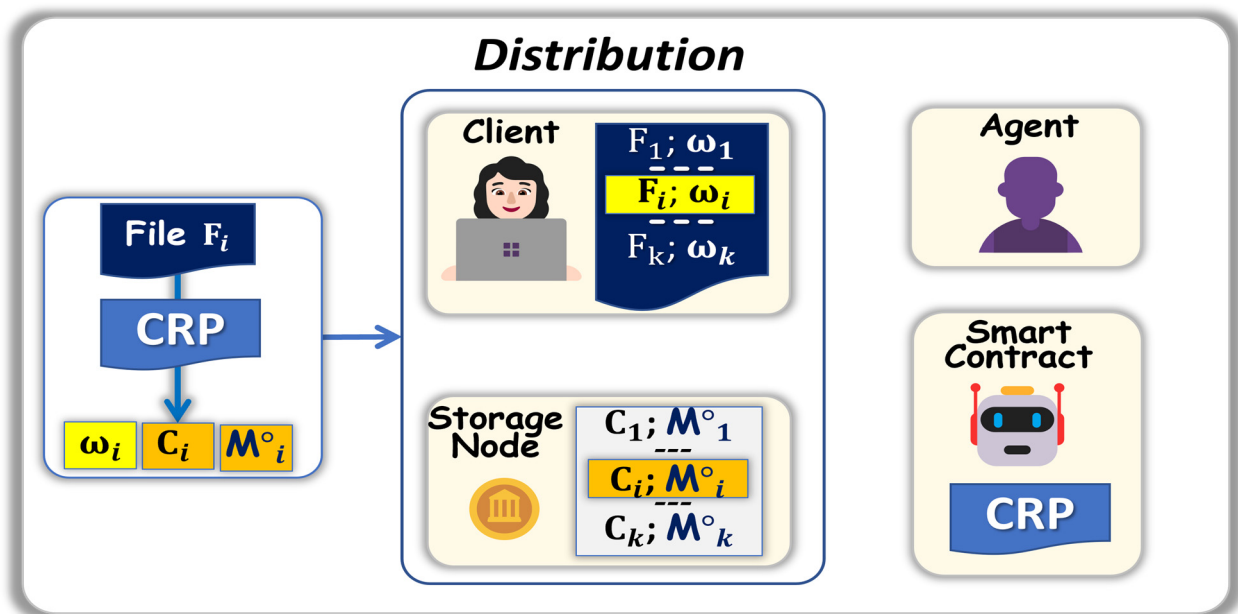 Distribution
File Fᵢ
CRP
ωᵢ Cᵢ M°ᵢ
Client
F₁; ω₁
Fᵢ; ωᵢ
Fₖ; ωₖ
Storage
Node
C₁; M°₁
Cᵢ; M°ᵢ
Cₖ; M°ₖ
Agent
Smart
Contract
CRP